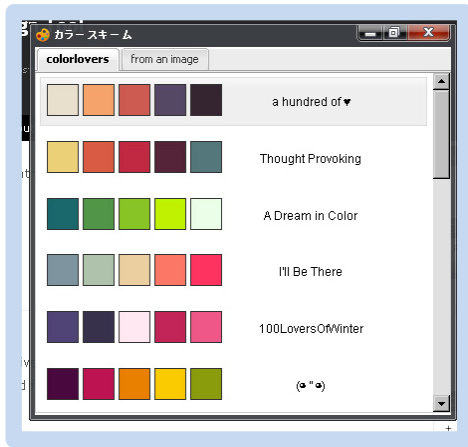 カラースキーム
colorlovers
from an image
a hundred of ♥
Thought Provoking
A Dream in Color
I'll Be There
100LoversOfWinter
(◕ " ◕)